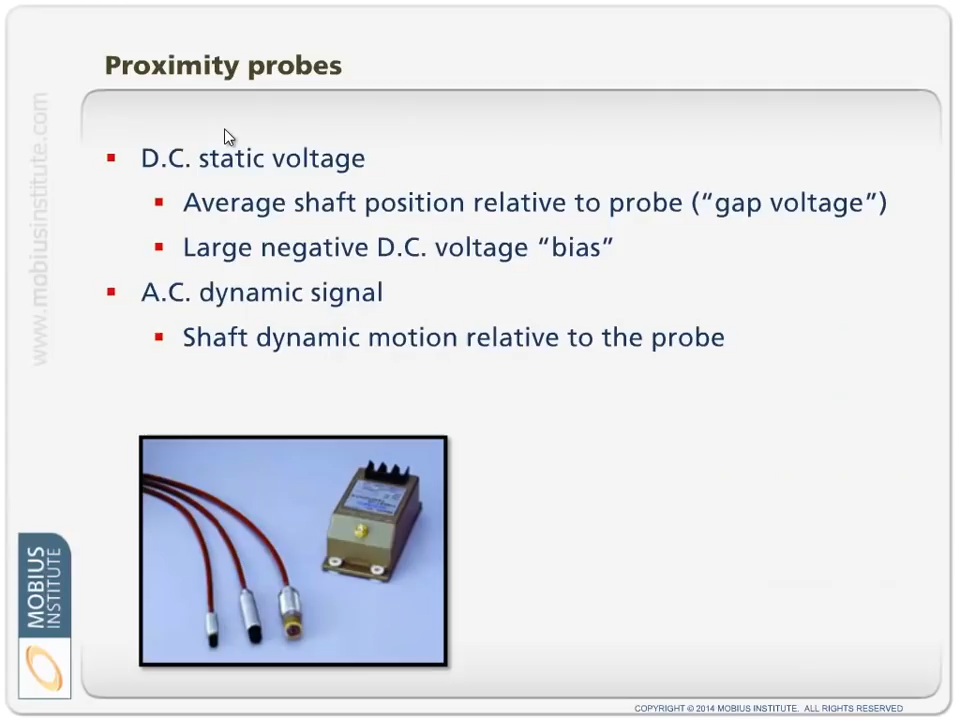 Proximity probes
D.C. static voltage
Average shaft position relative to probe (“gap voltage”)
Large negative D.C. voltage “bias”
A.C. dynamic signal
Shaft dynamic motion relative to the probe
www.mobiusinstitute.com
MOBIUS
INSTITUTE
COPYRIGHT © 2014 MOBIUS INSTITUTE. ALL RIGHTS RESERVED